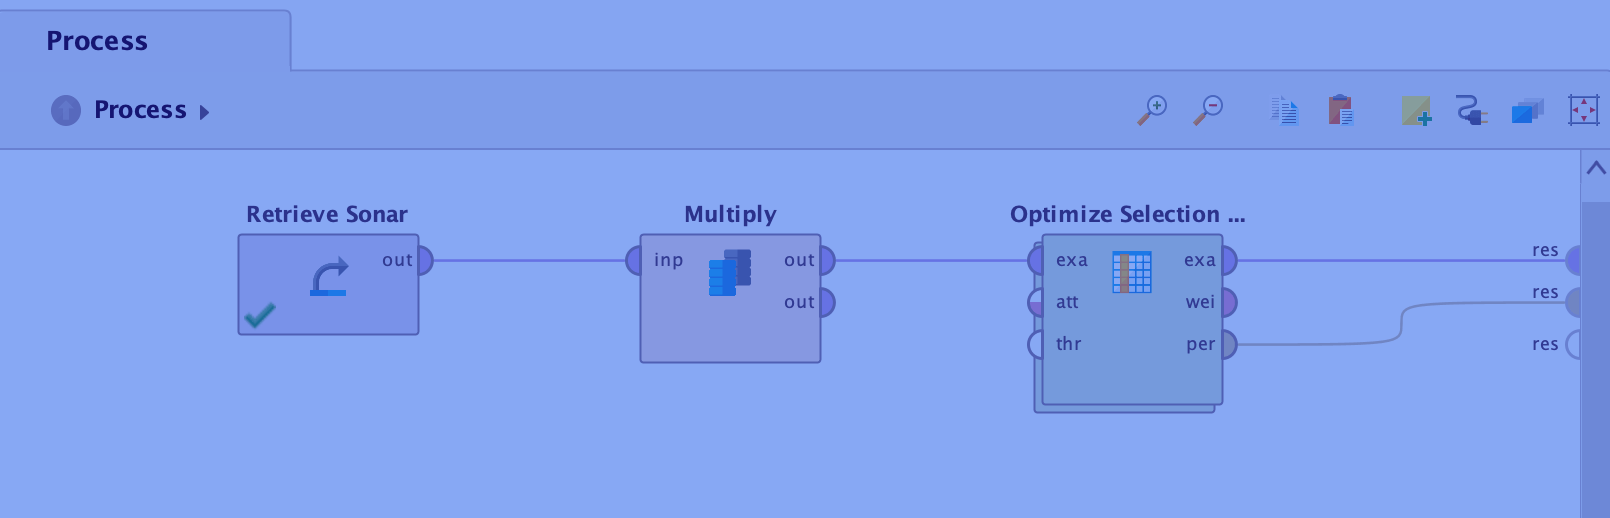 Process
Process
Retrieve Sonar
Multiply
Optimize Selection ...
out
inp
out
exa
exa
res
out
att
wei
res
thr
per
res